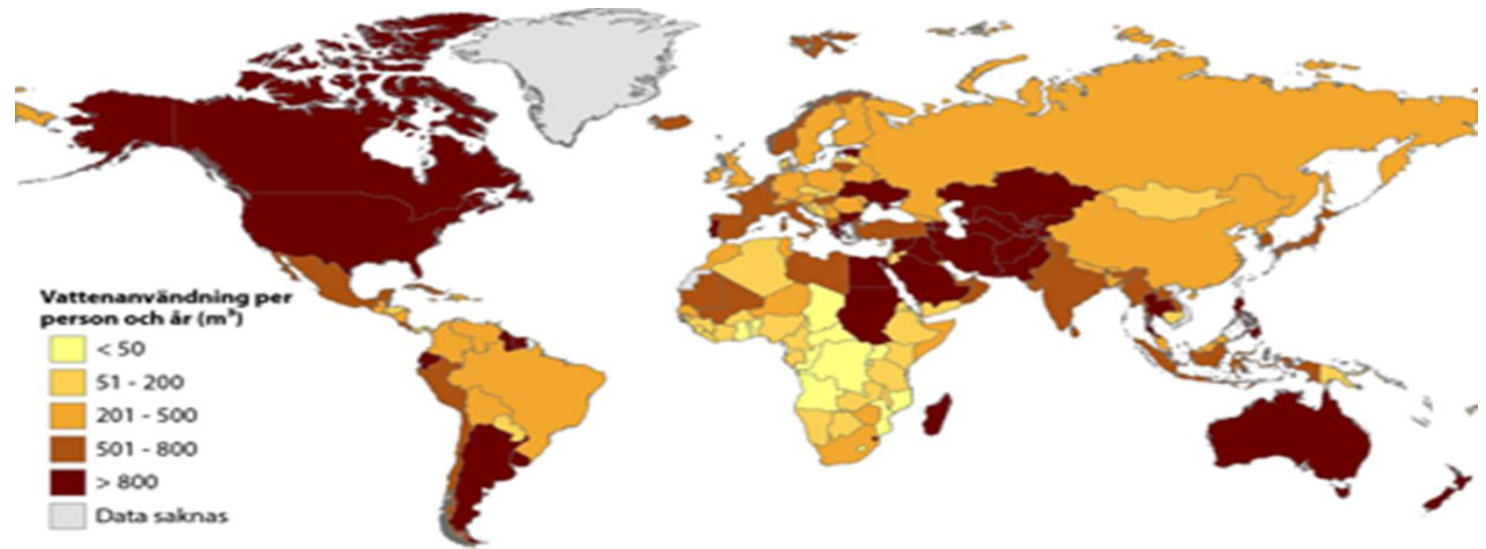 Vattenanvändning per
person och år (m³)
< 50
51 - 200
201 - 500
501 - 800
> 800
Data saknas